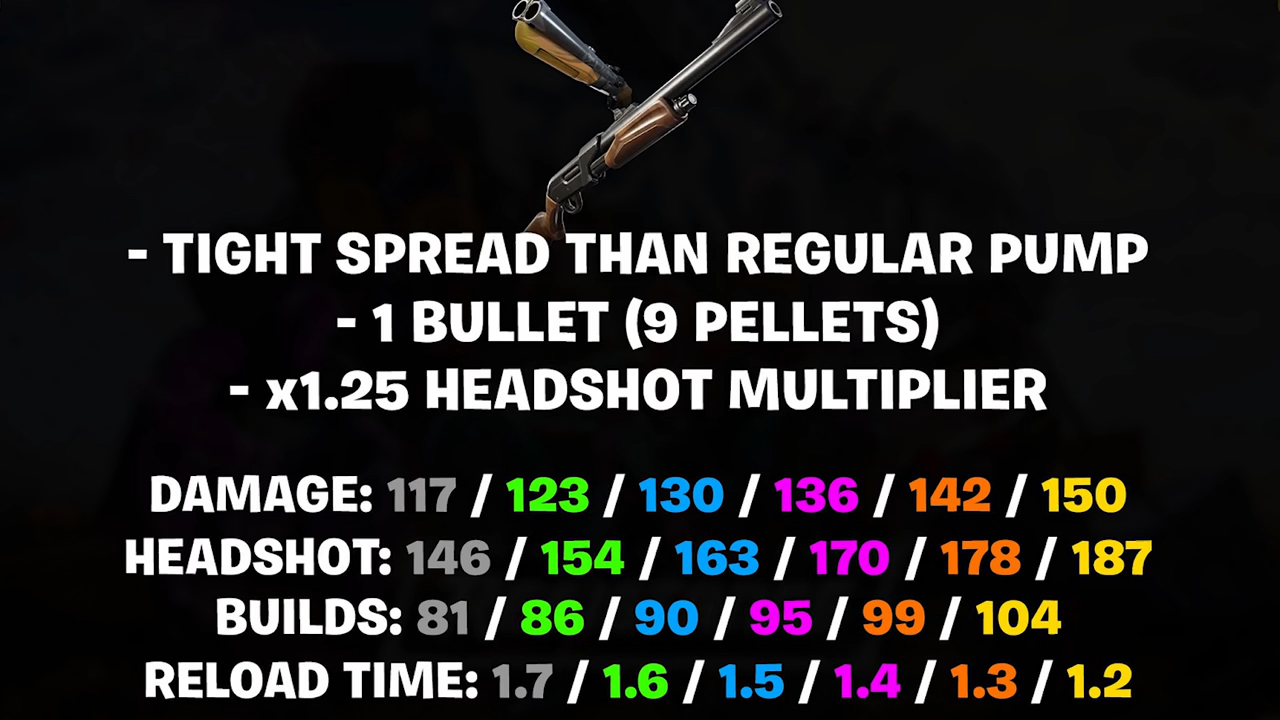 - TIGHT SPREAD THAN REGULAR PUMP
- 1 BULLET (9 PELLETS)
- x1.25 HEADSHOT MULTIPLIER
DAMAGE: 117 / 123 / 130 / 136 / 142 / 150
HEADSHOT: 146 / 154 / 163 / 170 / 178 / 187
BUILDS: 81 / 86 / 90 / 95 / 99 / 104
RELOAD TIME: 1.7 / 1.6 / 1.5 / 1.4 / 1.3 / 1.2